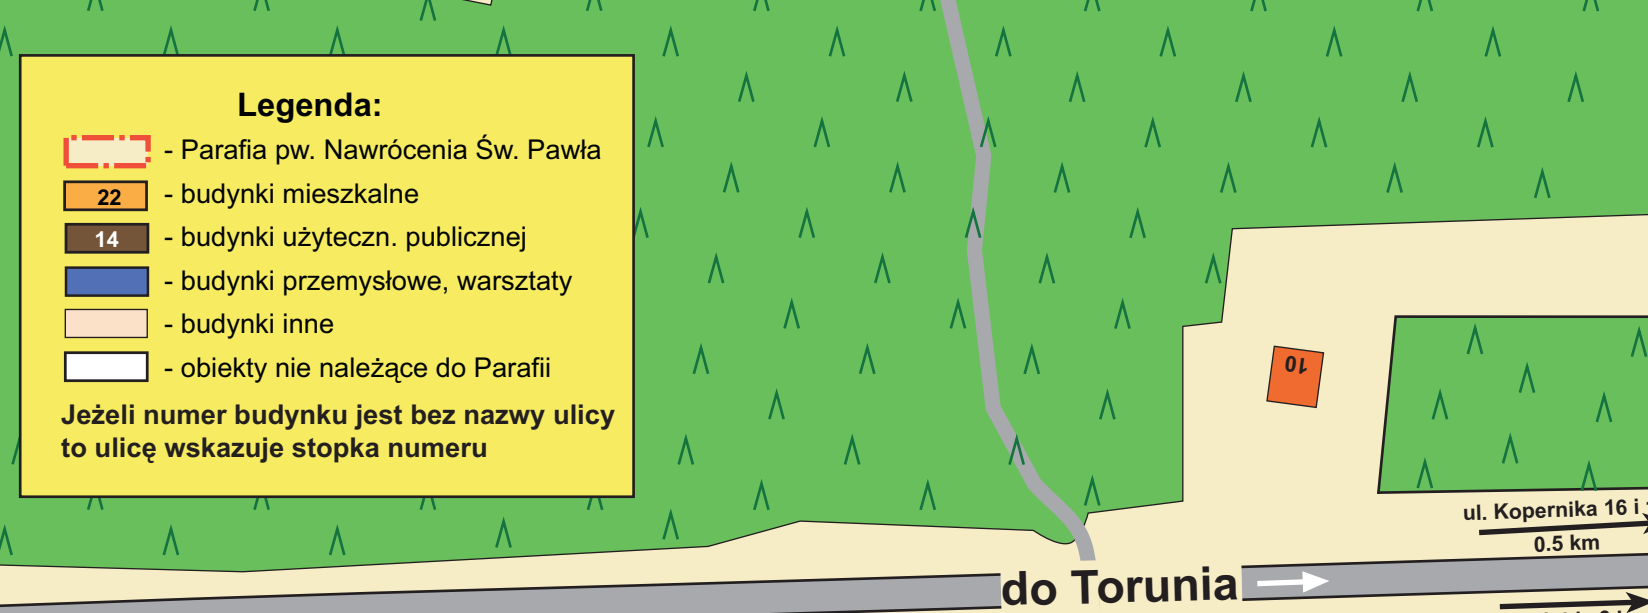 Legenda:
- Parafia pw. Nawrócenia Św. Pawła
22 - budynki mieszkalne
14 - budynki użyteczn. publicznej
- budynki przemysłowe, warsztaty
- budynki inne
- obiekty nie należące do Parafii
Jeżeli numer budynku jest bez nazwy ulicy
to ulicę wskazuje stopka numeru
10
ul. Kopernika 16 i
0.5 km
do Torunia